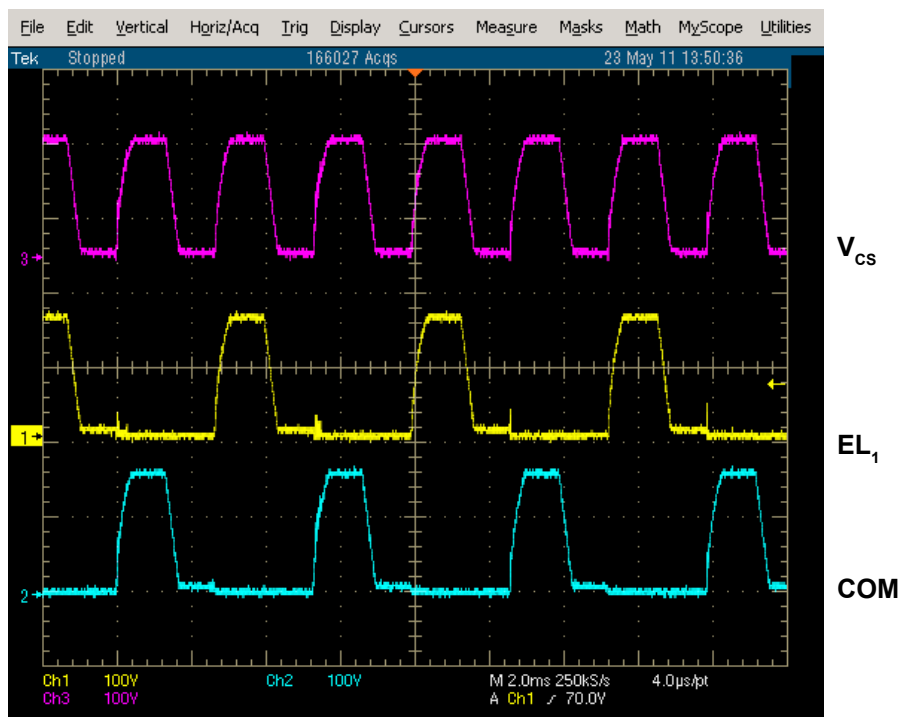 File Edit Vertical Horiz/Acq Trig Display Cursors Measure Masks Math MyScope Utilities
Tek Stopped 166027 Acqs 23 May 11 13:50:36
3
V_CS
1
EL_1
2
COM
Ch1 100V Ch2 100V M 2.0ms 250kS/s 4.0µs/pt
Ch3 100V A Ch1 ╱ 70.0V